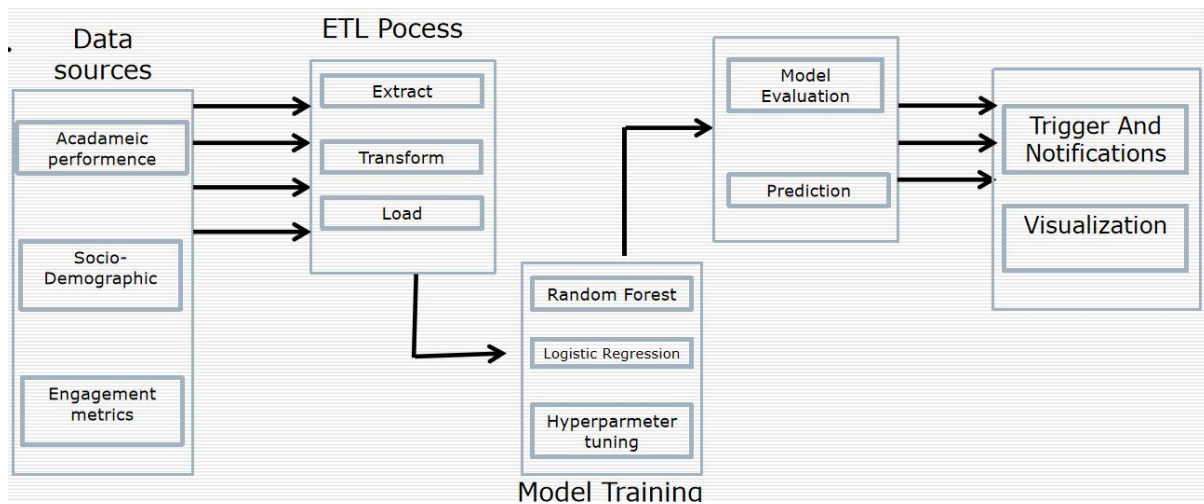 Data
sources
Acadameic
performence
Socio-
Demographic
Engagement
metrics
ETL Pocess
Extract
Transform
Load
Random Forest
Logistic Regression
Hyperparmeter
tuning
Model Training
Model
Evaluation
Prediction
Trigger And
Notifications
Visualization